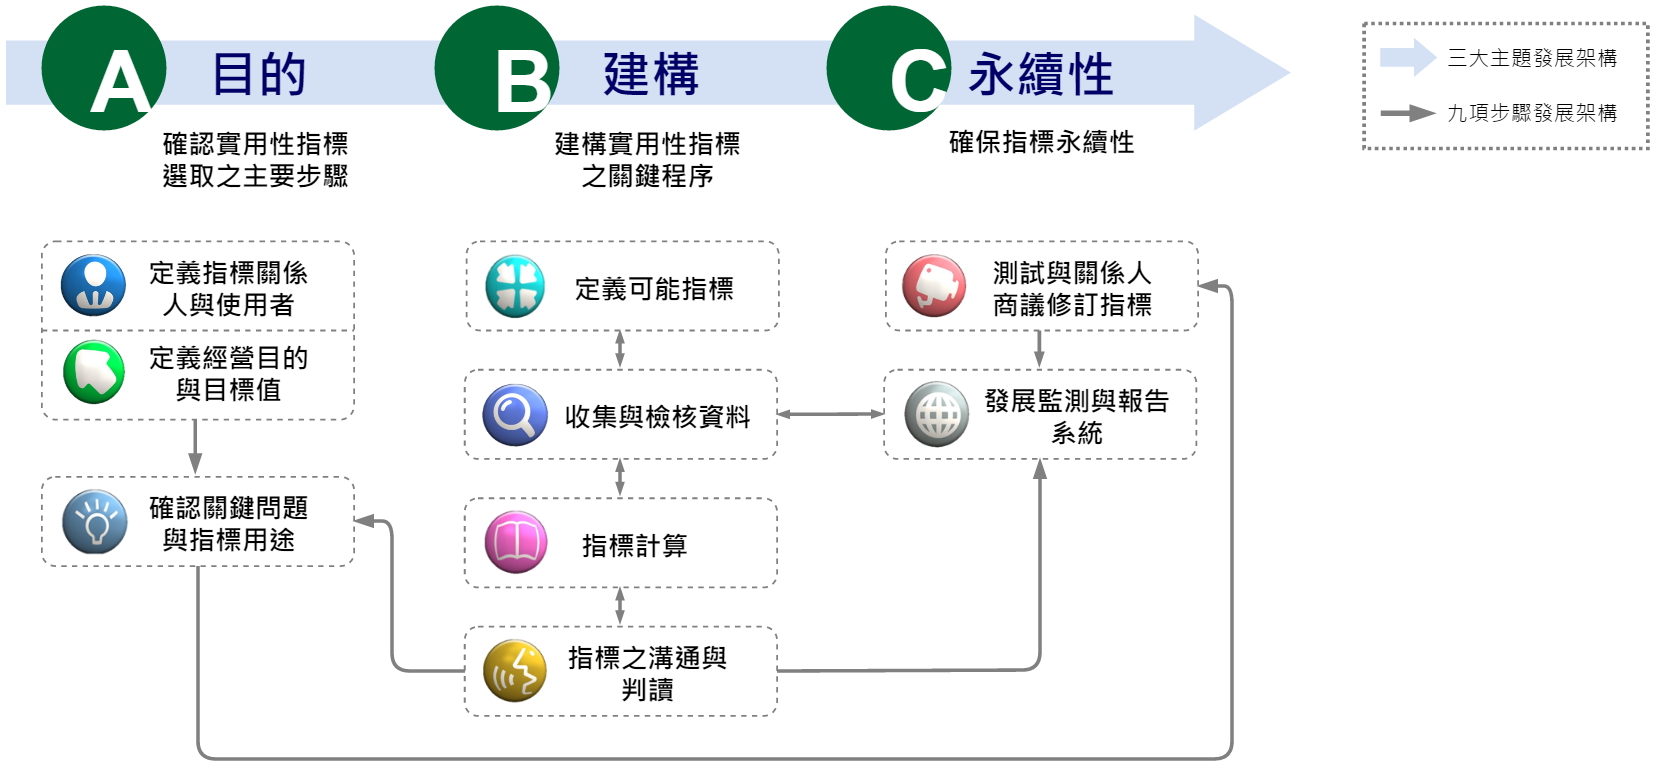 A 目的
確認實用性指標
選取之主要步驟
B 建構
建構實用性指標
之關鍵程序
C 永續性
確保指標永續性
三大主題發展架構
九項步驟發展架構
定義指標關係
人與使用者
定義經營目的
與目標值
確認關鍵問題
與指標用途
定義可能指標
收集與檢核資料
指標計算
指標之溝通與
判讀
測試與關係人
商議修訂指標
發展監測與報告
系統